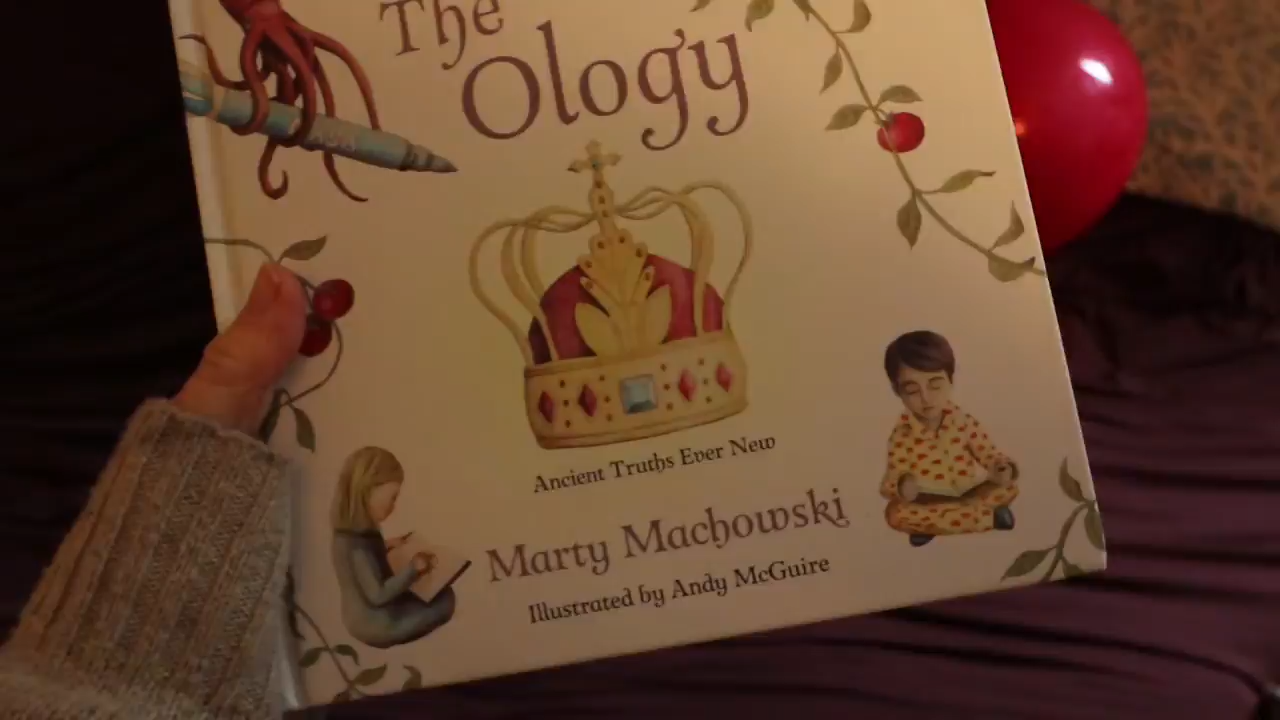 The
Ology
Ancient Truths Ever New
Marty Machowski
Illustrated by Andy McGuire